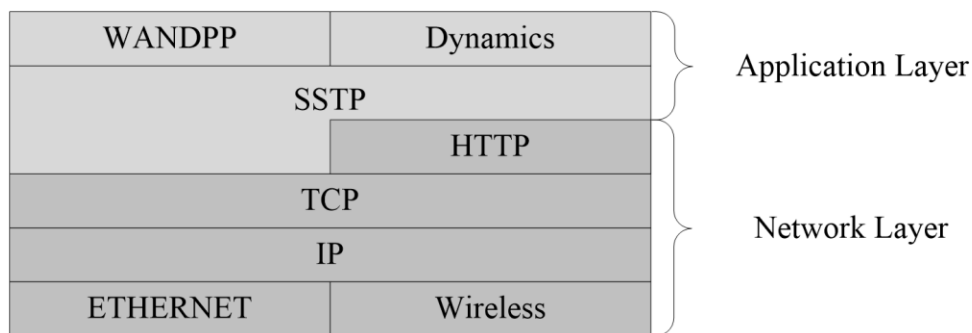 WANDPP Dynamics
Application Layer
SSTP
HTTP
TCP
Network Layer
IP
ETHERNET Wireless